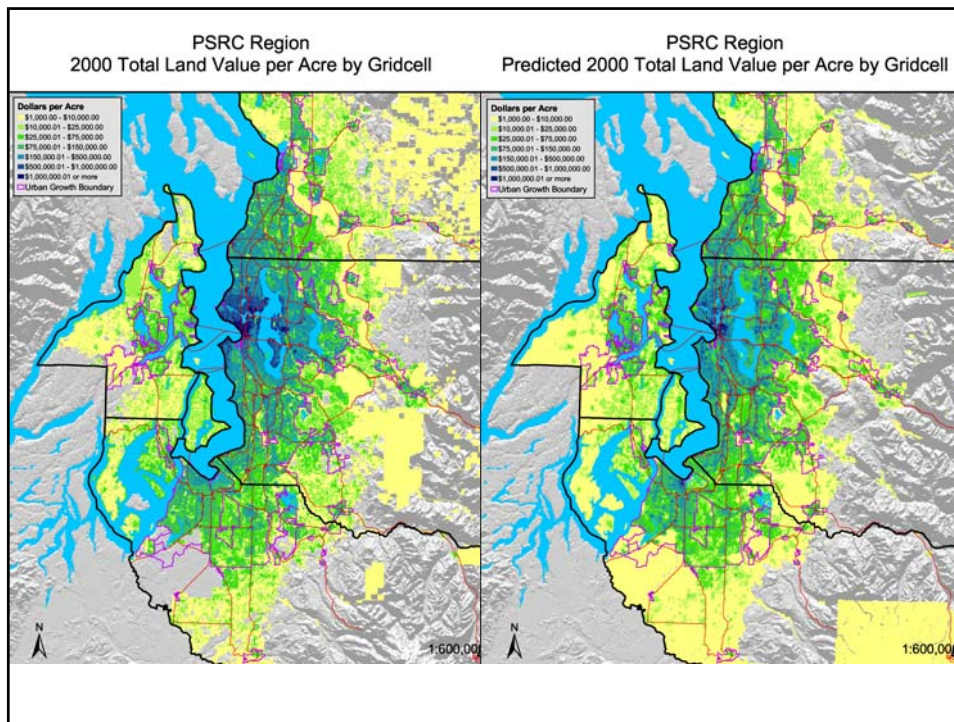 PSRC Region
2000 Total Land Value per Acre by Gridcell
Dollars per Acre
$1,000.00 - $10,000.00
$10,000.01 - $25,000.00
$25,000.01 - $75,000.00
$75,000.01 - $150,000.00
$150,000.01 - $500,000.00
$500,000.01 - $1,000,000.00
$1,000,000.01 or more
Urban Growth Boundary
N
1:600,00
PSRC Region
Predicted 2000 Total Land Value per Acre by Gridcell
Dollars per Acre
$1,000.00 - $10,000.00
$10,000.01 - $25,000.00
$25,000.01 - $75,000.00
$75,000.01 - $150,000.00
$150,000.01 - $500,000.00
$500,000.01 - $1,000,000.00
$1,000,000.01 or more
Urban Growth Boundary
N
1:600,00